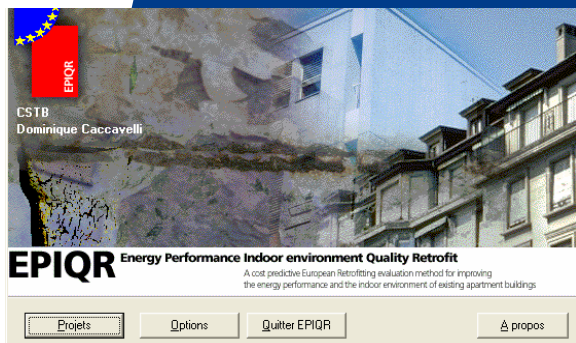 EPIQR
CSTB
Dominique Caccavelli
EPIQR Energy Performance Indoor environment Quality Retrofit
A cost predictive European Retrofitting evaluation method for improving
the energy performance and the indoor environment of existing apartment buildings
Projets Options Quitter EPIQR A propos